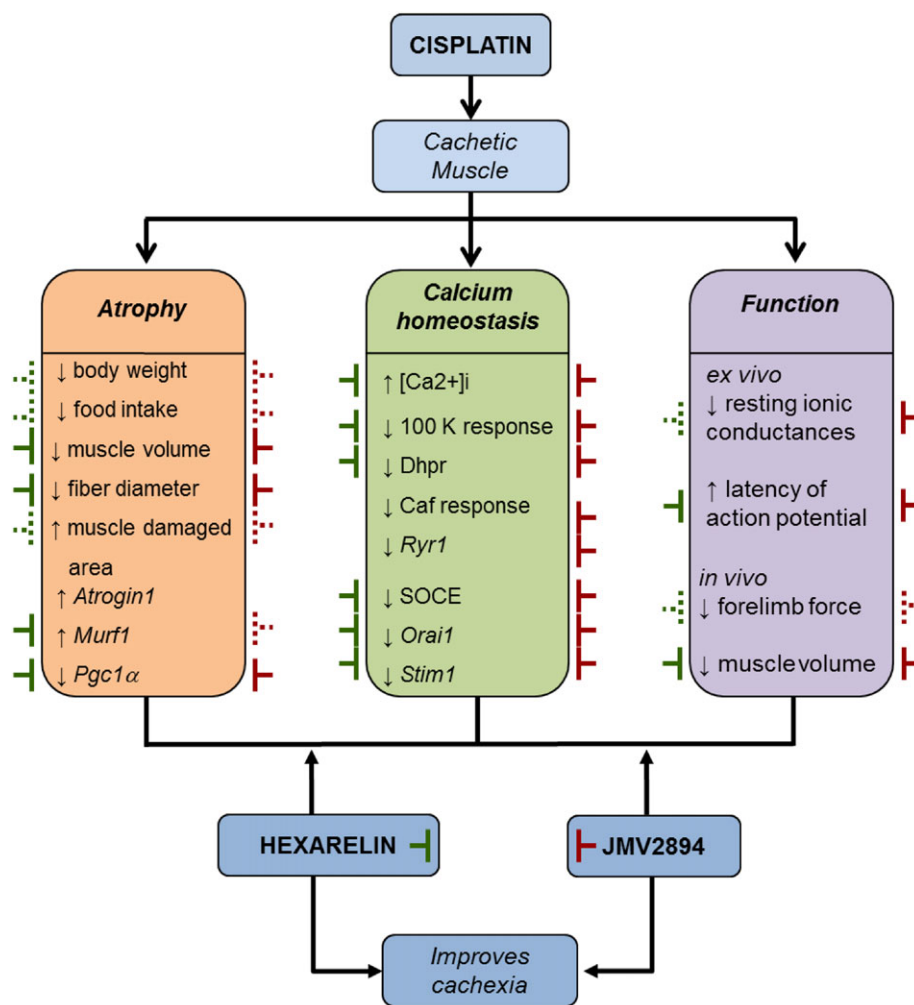 CISPLATIN
Cachetic
Muscle
Atrophy
↓ body weight
↓ food intake
↓ muscle volume
↓ fiber diameter
↑ muscle damaged
area
↑ Atrogin1
↑ Murf1
↓ Pgc1α
Calcium
homeostasis
↑ [Ca2+]i
↓ 100 K response
↓ Dhpr
↓ Caf response
↓ Ryr1
↓ SOCE
↓ Orai1
↓ Stim1
Function
ex vivo
↓ resting ionic
conductances
↑ latency of
action potential
in vivo
↓ forelimb force
↓ muscle volume
HEXARELIN
JMV2894
Improves
cachexia